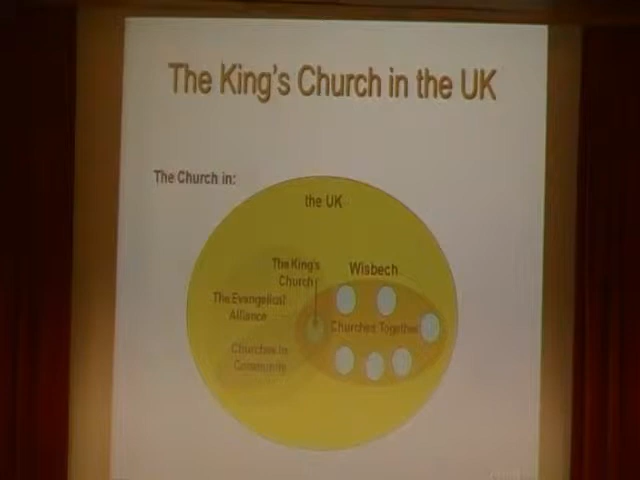 The King's Church in the UK
The Church in:
the UK
The King's
Church
Wisbech
The Evangelical
Alliance
Churches Together
Churches in
Community